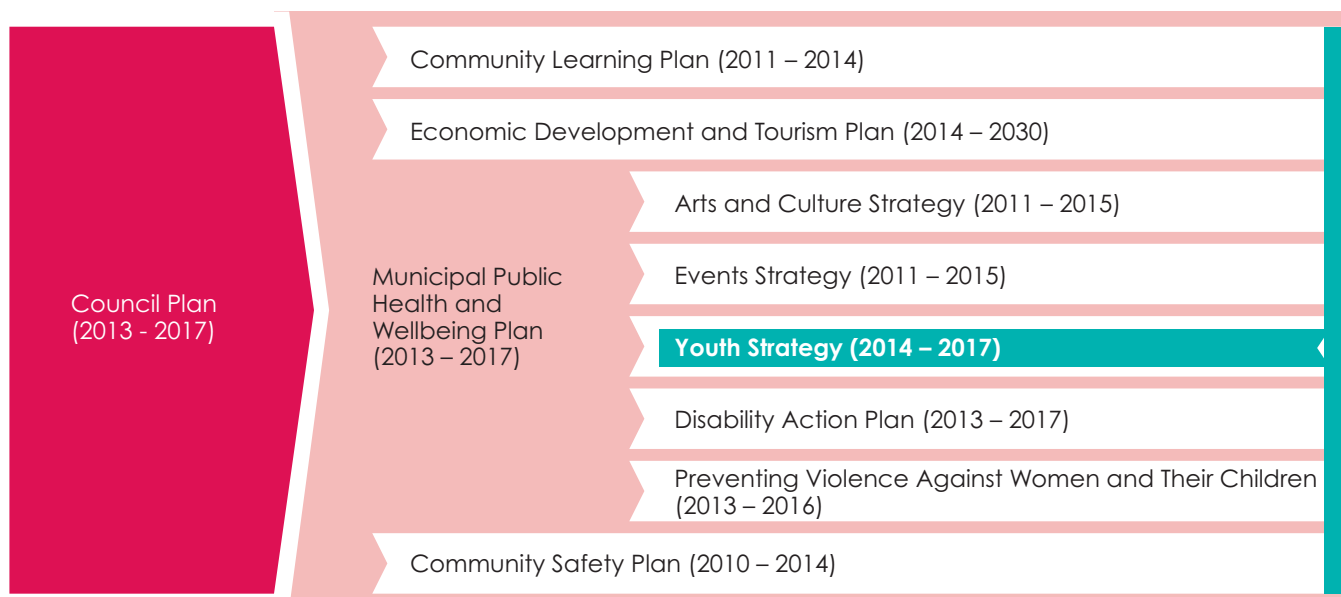 Council Plan
(2013 - 2017)
Community Learning Plan (2011 – 2014)
Economic Development and Tourism Plan (2014 – 2030)
Municipal Public
Health and
Wellbeing Plan
(2013 – 2017)
Arts and Culture Strategy (2011 – 2015)
Events Strategy (2011 – 2015)
Youth Strategy (2014 – 2017)
Disability Action Plan (2013 – 2017)
Preventing Violence Against Women and Their Children
(2013 – 2016)
Community Safety Plan (2010 – 2014)